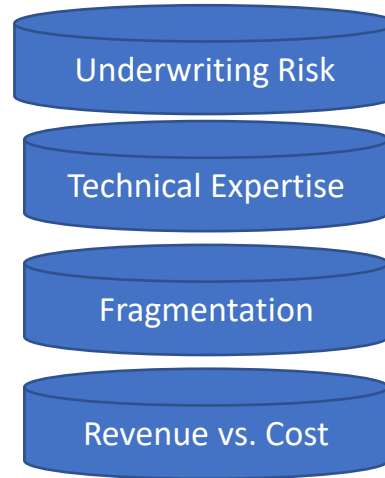 Underwriting Risk
Technical Expertise
Fragmentation
Revenue vs. Cost